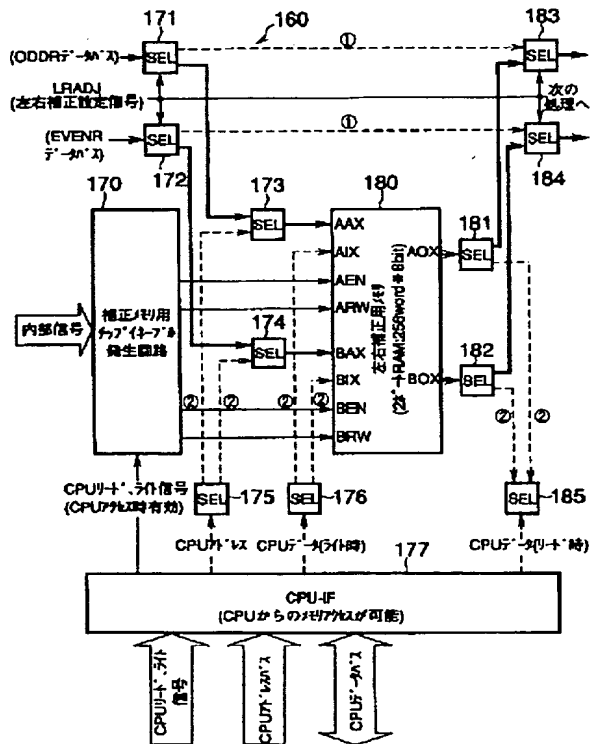 171
160
①
183
(ODDRデータバス)
SEL
SEL
LRADJ
(左右補正設定信号)
次の
処理へ
①
(EVENR
データバス)
SEL
SEL
172
184
170
173
180
SEL
AAX
AIX
AEN
ARW
BAX
BIX
BEN
BRW
AOX
BOX
左右補正用メモリ
(2ポートRAM:256word*8bit)
181
SEL
174
SEL
182
SEL
内部信号
補正メモリ用
チップイネーブル
発生回路
②
②
②
②
②
②
CPUリード、ライト信号
(CPUアクセス時有効)
SEL
175
SEL
176
SEL
185
CPUアドレス
CPUデータ(ライト時)
CPUデータ(リード時)
177
CPU-IF
(CPUからのメモリアクセスが可能)
CPUリード、ライト
信号
CPUアドレスバス
CPUデータバス